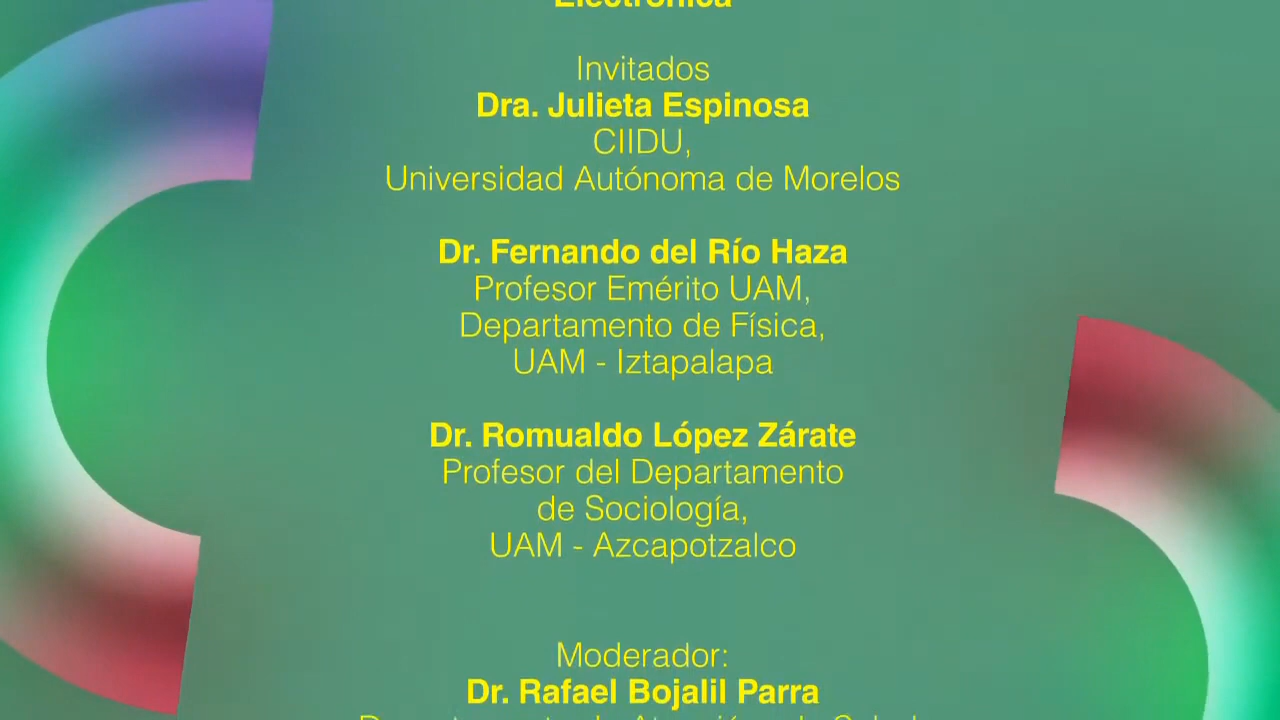 Electrónica
Invitados
Dra. Julieta Espinosa
CIIDU,
Universidad Autónoma de Morelos
Dr. Fernando del Río Haza
Profesor Emérito UAM,
Departamento de Física,
UAM - Iztapalapa
Dr. Romualdo López Zárate
Profesor del Departamento
de Sociología,
UAM - Azcapotzalco
Moderador:
Dr. Rafael Bojalil Parra